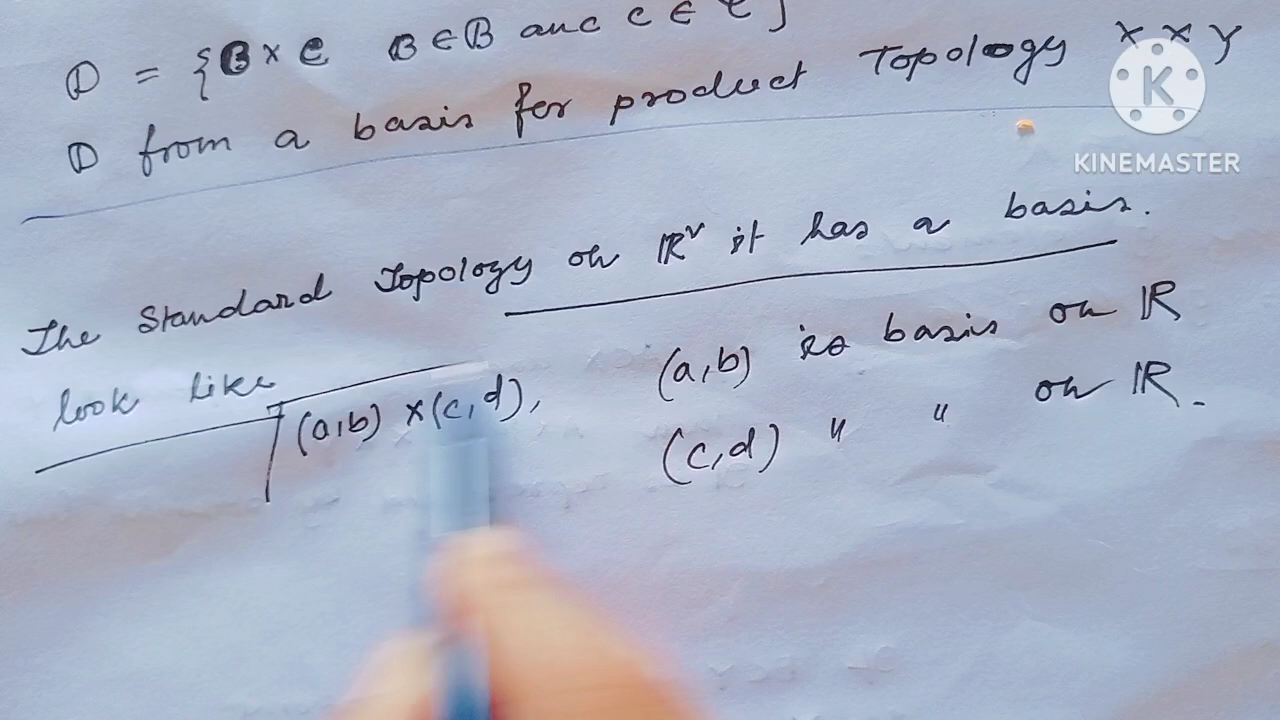 𝔻 = {B × C B ∈ 𝔹 and C ∈ 𝒞}
𝔻 from a basis for product Topology X × Y
K
KINEMASTER
The Standard Topology on ℝ² it has a basis.
look like
(a,b) × (c,d), (a,b) is basis on ℝ
(c,d) " " on ℝ.